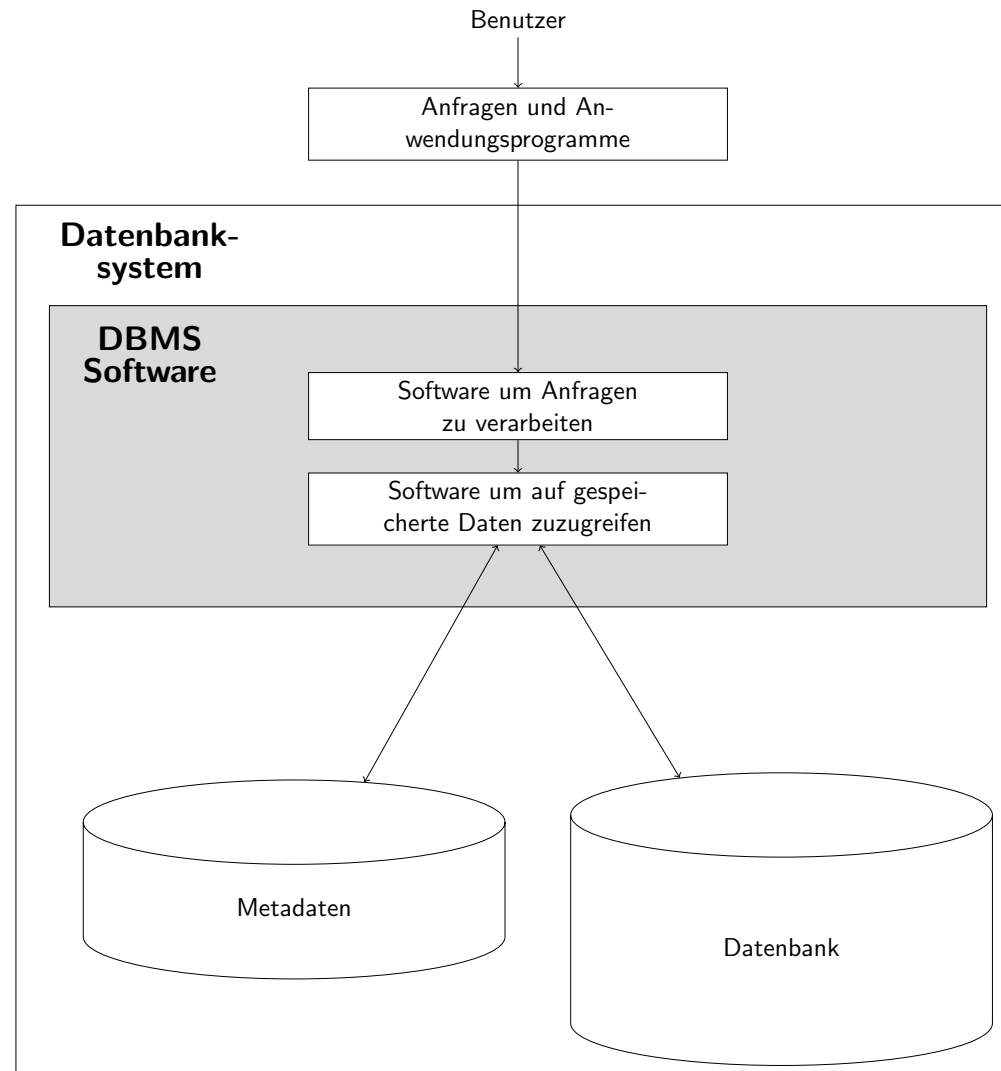 Benutzer
Anfragen und An-
wendungsprogramme
Datenbank-
system
DBMS
Software
Software um Anfragen
zu verarbeiten
Software um auf gespei-
cherte Daten zuzugreifen
Metadaten
Datenbank